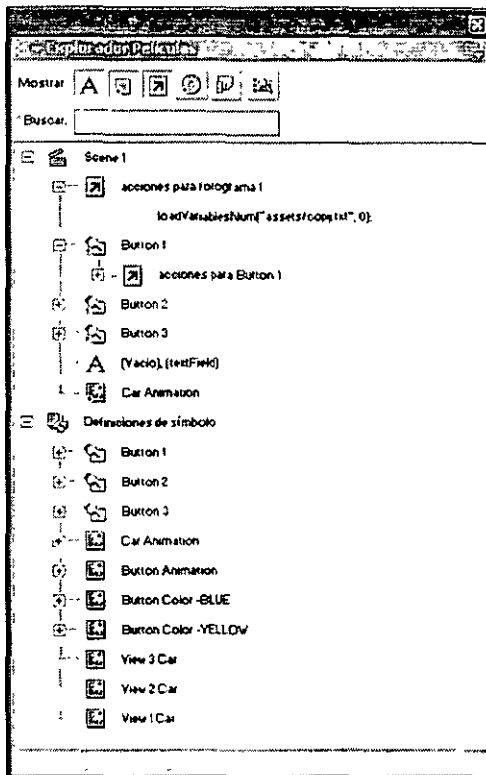 Explorador Películas
Mostrar
Buscar.
Scene 1
acciones para fotograma 1
loadVariablesNum("assets/copy.txt", 0);
Button 1
acciones para Button 1
Button 2
Button 3
A (Vacío), (textField)
Car Animation
Definiciones de símbolo
Button 1
Button 2
Button 3
Car Animation
Button Animation
Button Color -BLUE
Button Color -YELLOW
View 3 Car
View 2 Car
View 1 Car